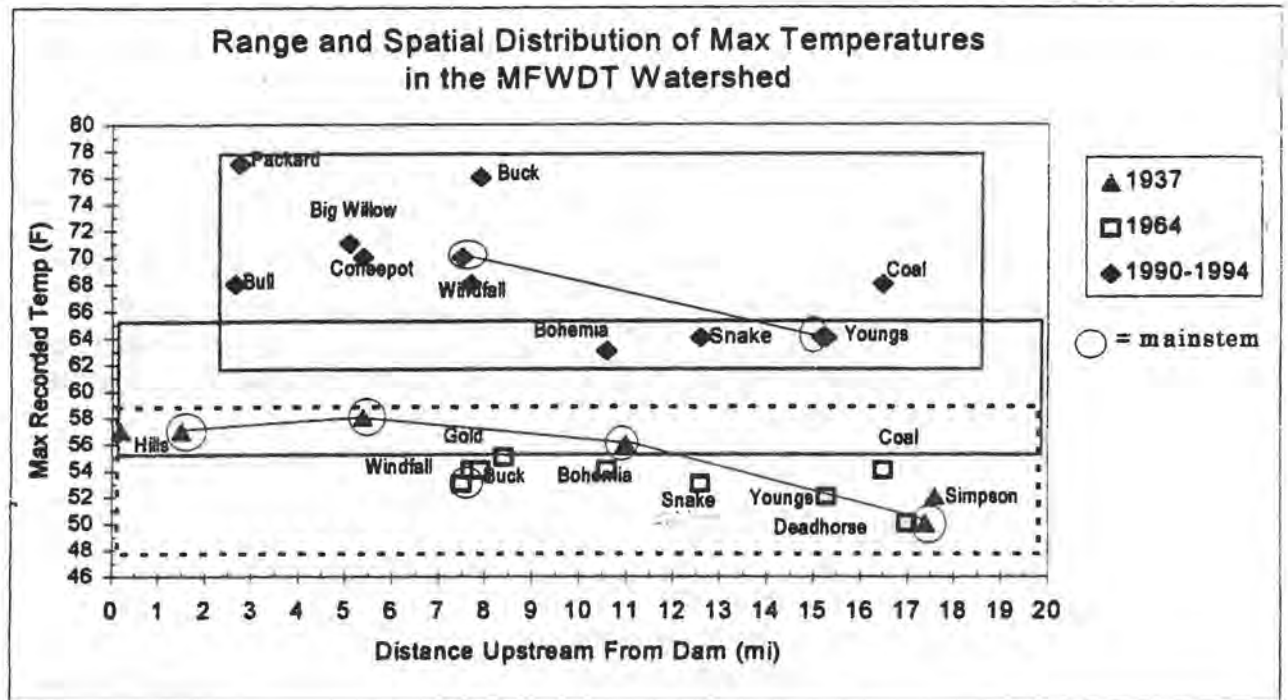 Range and Spatial Distribution of Max Temperatures
in the MFWDT Watershed
Max Recorded Temp (F)
80
78
76
74
72
70
68
66
64
62
60
58
56
54
52
50
48
46
Packard
Buck
Big Willow
Bull
Coffeepot
Windfall
Coal
Bohemia
Snake
Youngs
Hills
Gold
Coal
Windfall
Buck
Bohemia
Snake
Youngs
Simpson
Deadhorse
0 1 2 3 4 5 6 7 8 9 10 11 12 13 14 15 16 17 18 19 20
Distance Upstream From Dam (mi)
1937
1964
1990-1994
= mainstem